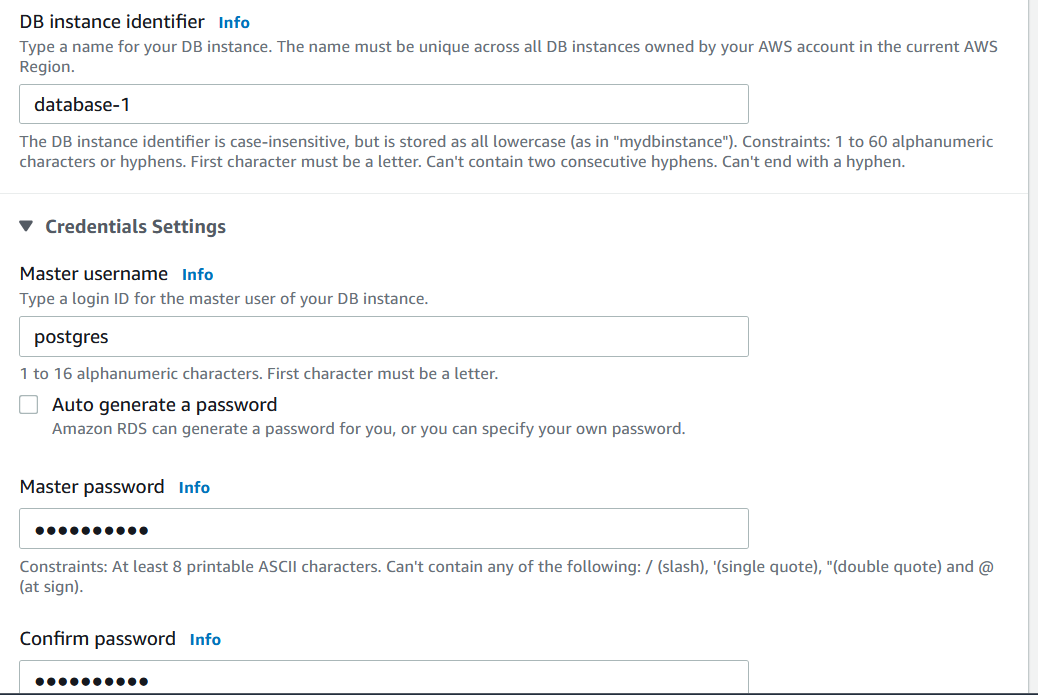 DB instance identifier Info
Type a name for your DB instance. The name must be unique across all DB instances owned by your AWS account in the current AWS
Region.
database-1
The DB instance identifier is case-insensitive, but is stored as all lowercase (as in "mydbinstance"). Constraints: 1 to 60 alphanumeric
characters or hyphens. First character must be a letter. Can't contain two consecutive hyphens. Can't end with a hyphen.
Credentials Settings
Master username Info
Type a login ID for the master user of your DB instance.
postgres
1 to 16 alphanumeric characters. First character must be a letter.
Auto generate a password
Amazon RDS can generate a password for you, or you can specify your own password.
Master password Info
●●●●●●●●●●
Constraints: At least 8 printable ASCII characters. Can't contain any of the following: / (slash), '(single quote), "(double quote) and @
(at sign).
Confirm password Info
●●●●●●●●●●